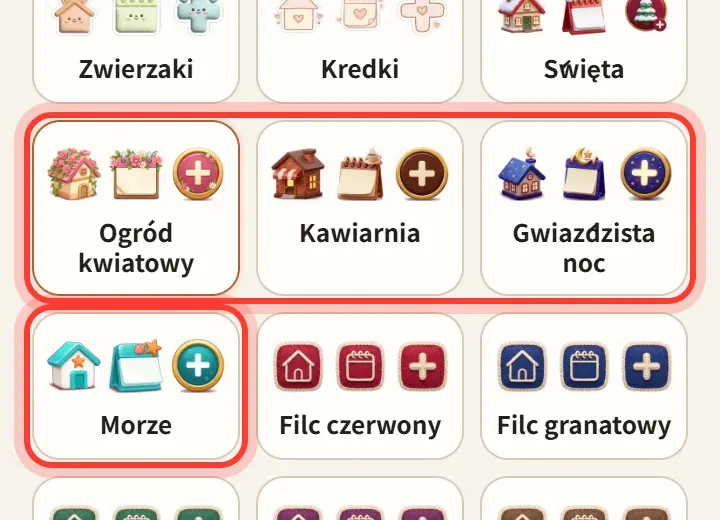 Zwierzaki
Kredki
Święta
Ogród
kwiatowy
Kawiarnia
Gwiaździsta
noc
Morze
Filc czerwony
Filc granatowy